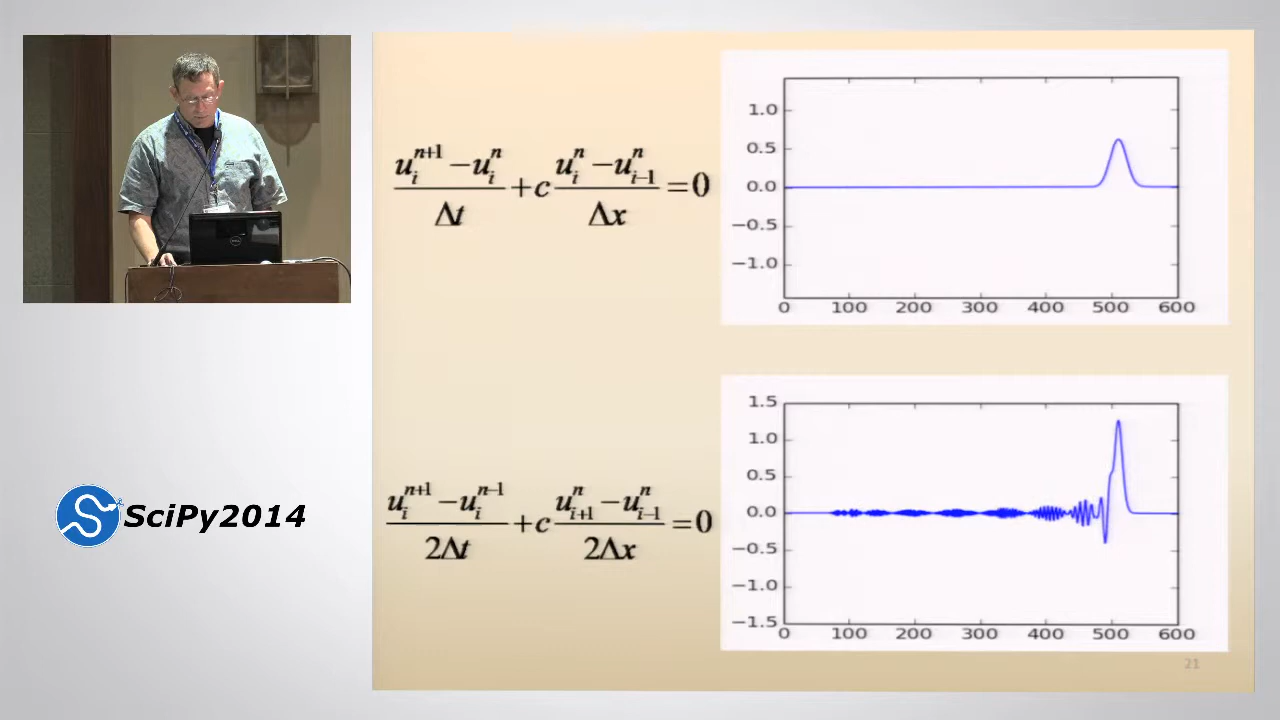 u_i^{n+1} − u_i^n / Δt + c u_i^n − u_{i−1}^n / Δx = 0
1.0
0.5
0.0
−0.5
−1.0
0 100 200 300 400 500 600
u_i^{n+1} − u_i^{n−1} / 2Δt + c u_{i+1}^n − u_{i−1}^n / 2Δx = 0
1.5
1.0
0.5
0.0
−0.5
−1.0
−1.5
0 100 200 300 400 500 600
SciPy2014
21